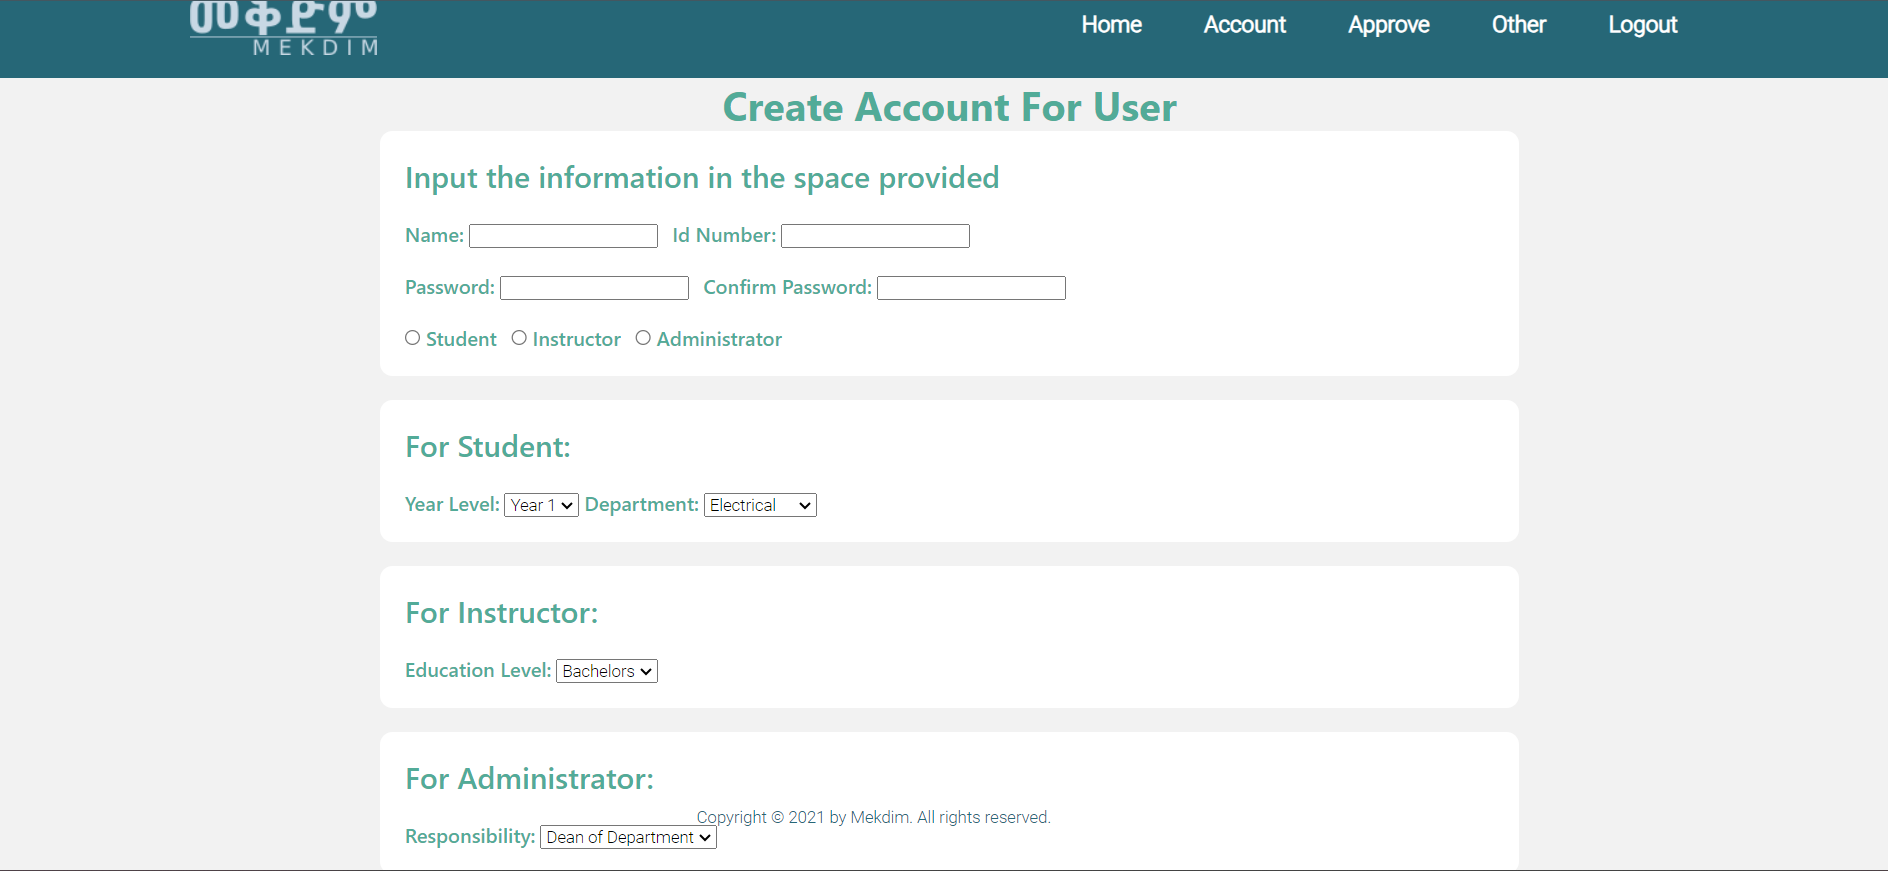 መቅድም
MEKDIM
Home Account Approve Other Logout
Create Account For User
Input the information in the space provided
Name: Id Number:
Password: Confirm Password:
Student Instructor Administrator
For Student:
Year Level: Year 1 Department: Electrical
For Instructor:
Education Level: Bachelors
For Administrator:
Copyright © 2021 by Mekdim. All rights reserved.
Responsibility: Dean of Department